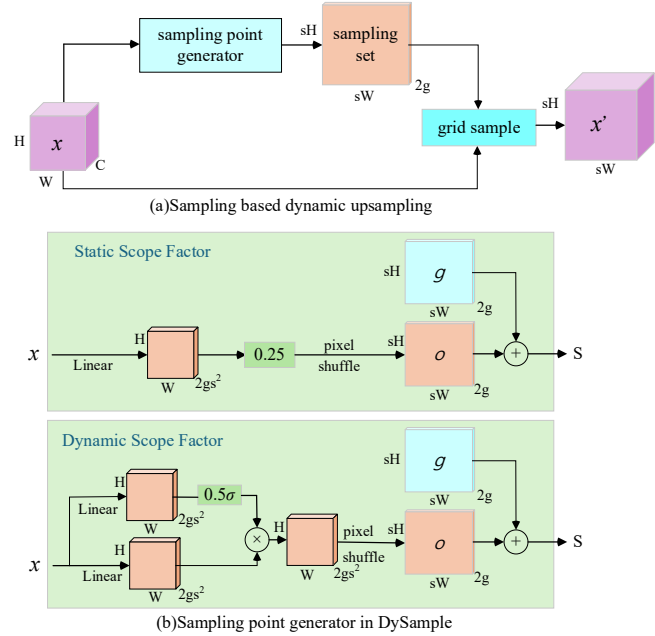 sampling point
generator
sH
sampling
set
sW
2g
H
x
C
W
grid sample
sH
x’
sW
(a)Sampling based dynamic upsampling
Static Scope Factor
sH
g
sW
2g
x
Linear
H
W
2gs²
0.25
pixel
shuffle
sH
o
sW
2g
+
S
Dynamic Scope Factor
sH
g
sW
2g
x
Linear
H
W
2gs²
0.5σ
Linear
H
W
2gs²
×
H
W
2gs²
pixel
shuffle
sH
o
sW
2g
+
S
(b)Sampling point generator in DySample